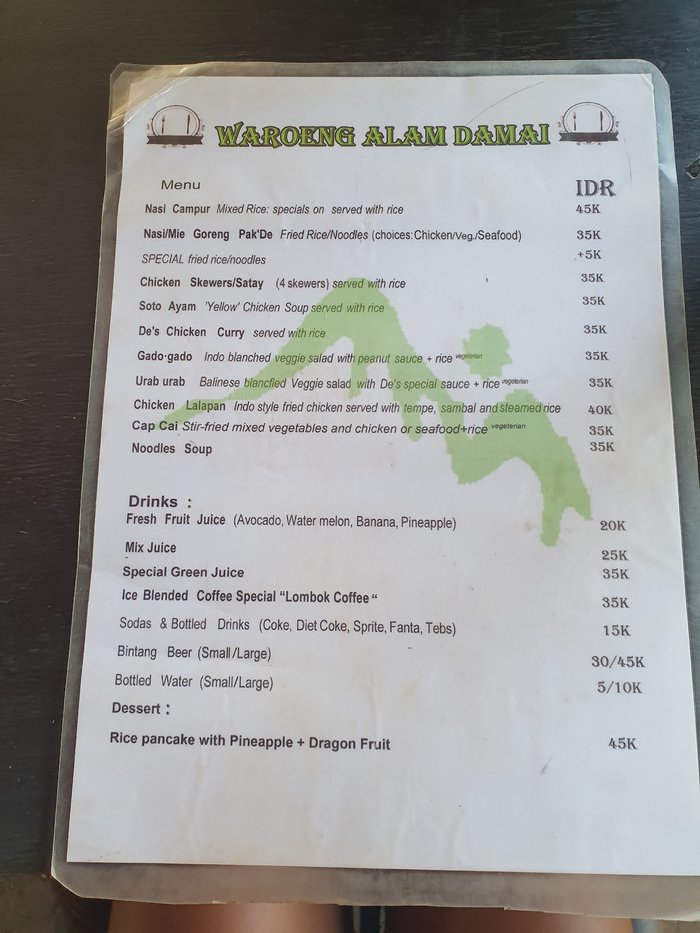 WAROENG ALAM DAMAI
Menu IDR
Nasi Campur Mixed Rice: specials on served with rice 45K
Nasi/Mie Goreng Pak'De Fried Rice/Noodles (choices:Chicken/Veg./Seafood) 35K
SPECIAL fried rice/noodles +5K
Chicken Skewers/Satay (4 skewers) served with rice 35K
Soto Ayam 'Yellow' Chicken Soup served with rice 35K
De's Chicken Curry served with rice 35K
Gado-gado Indo blanched veggie salad with peanut sauce + rice vegetarian 35K
Urab urab Balinese blancfied Veggie salad with De's special sauce + rice vegetarian 35K
Chicken Lalapan Indo style fried chicken served with tempe, sambal and steamed rice 40K
Cap Cai Stir-fried mixed vegetables and chicken or seafood+rice vegeterian 35K
Noodles Soup 35K
Drinks :
Fresh Fruit Juice (Avocado, Water melon, Banana, Pineapple) 20K
Mix Juice 25K
Special Green Juice 35K
Ice Blended Coffee Special "Lombok Coffee" 35K
Sodas & Bottled Drinks (Coke, Diet Coke, Sprite, Fanta, Tebs) 15K
Bintang Beer (Small/Large) 30/45K
Bottled Water (Small/Large) 5/10K
Dessert :
Rice pancake with Pineapple + Dragon Fruit 45K